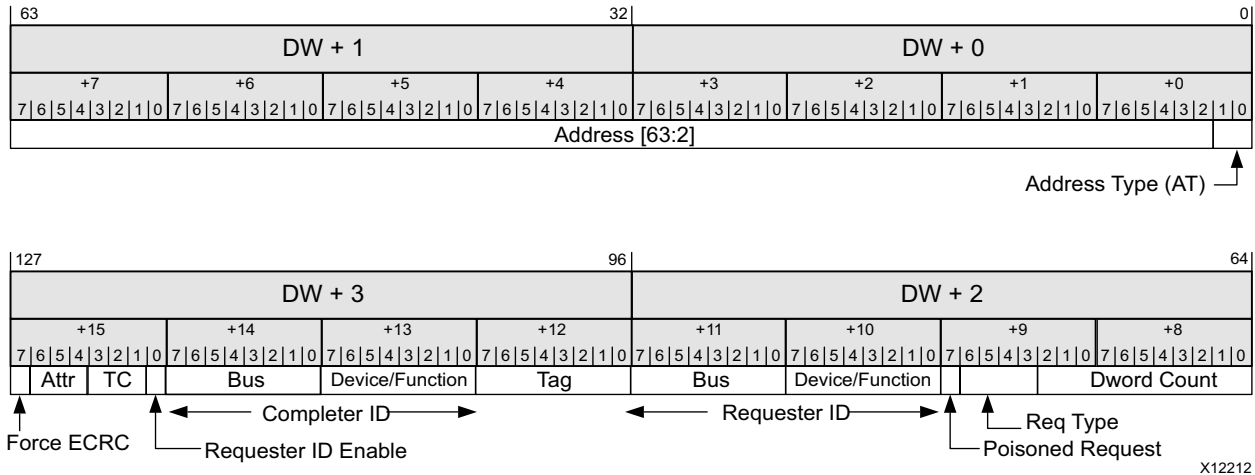 63 32 0
DW + 1 DW + 0
+7 +6 +5 +4 +3 +2 +1 +0
7 6 5 4 3 2 1 0 7 6 5 4 3 2 1 0 7 6 5 4 3 2 1 0 7 6 5 4 3 2 1 0 7 6 5 4 3 2 1 0 7 6 5 4 3 2 1 0 7 6 5 4 3 2 1 0 7 6 5 4 3 2 1 0
Address [63:2]
Address Type (AT)
127 96 64
DW + 3 DW + 2
+15 +14 +13 +12 +11 +10 +9 +8
7 6 5 4 3 2 1 0 7 6 5 4 3 2 1 0 7 6 5 4 3 2 1 0 7 6 5 4 3 2 1 0 7 6 5 4 3 2 1 0 7 6 5 4 3 2 1 0 7 6 5 4 3 2 1 0 7 6 5 4 3 2 1 0
Attr TC Bus Device/Function Tag Bus Device/Function Dword Count
Completer ID Requester ID Req Type
Force ECRC Requester ID Enable Poisoned Request
X12212